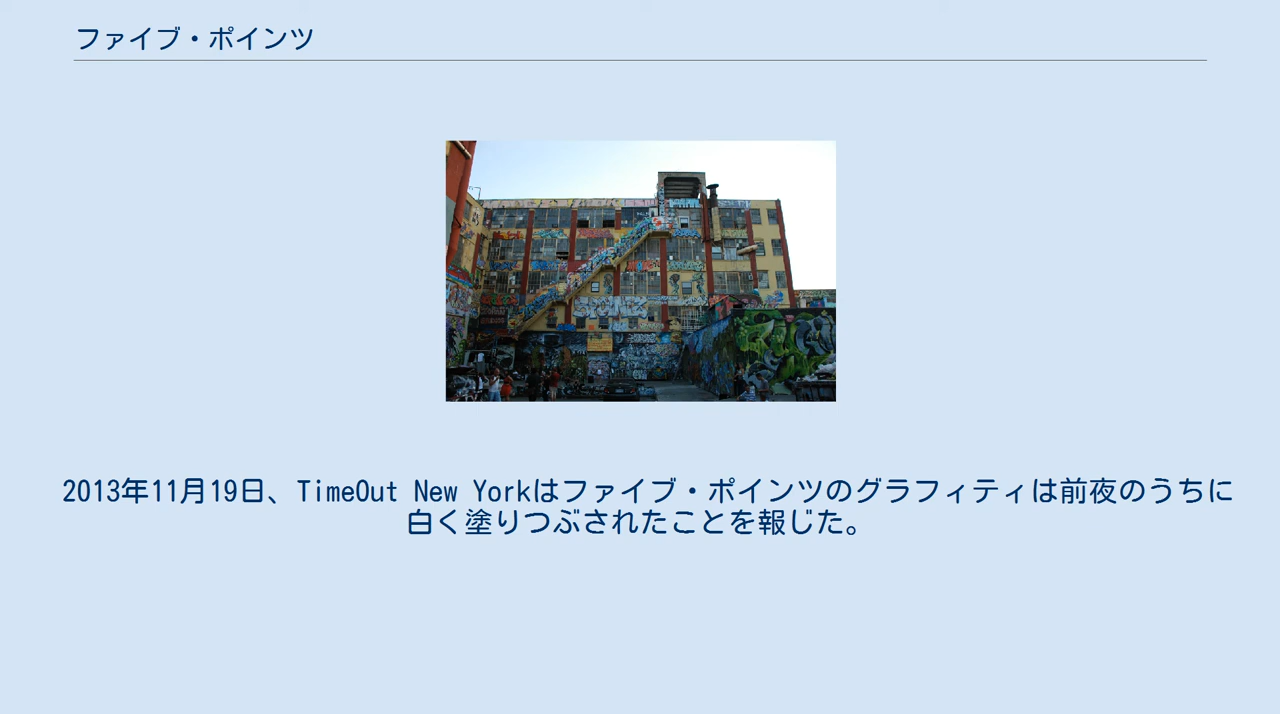 ファイブ・ポインツ
2013年11月19日、TimeOut New Yorkはファイブ・ポインツのグラフィティは前夜のうちに
白く塗りつぶされたことを報じた。